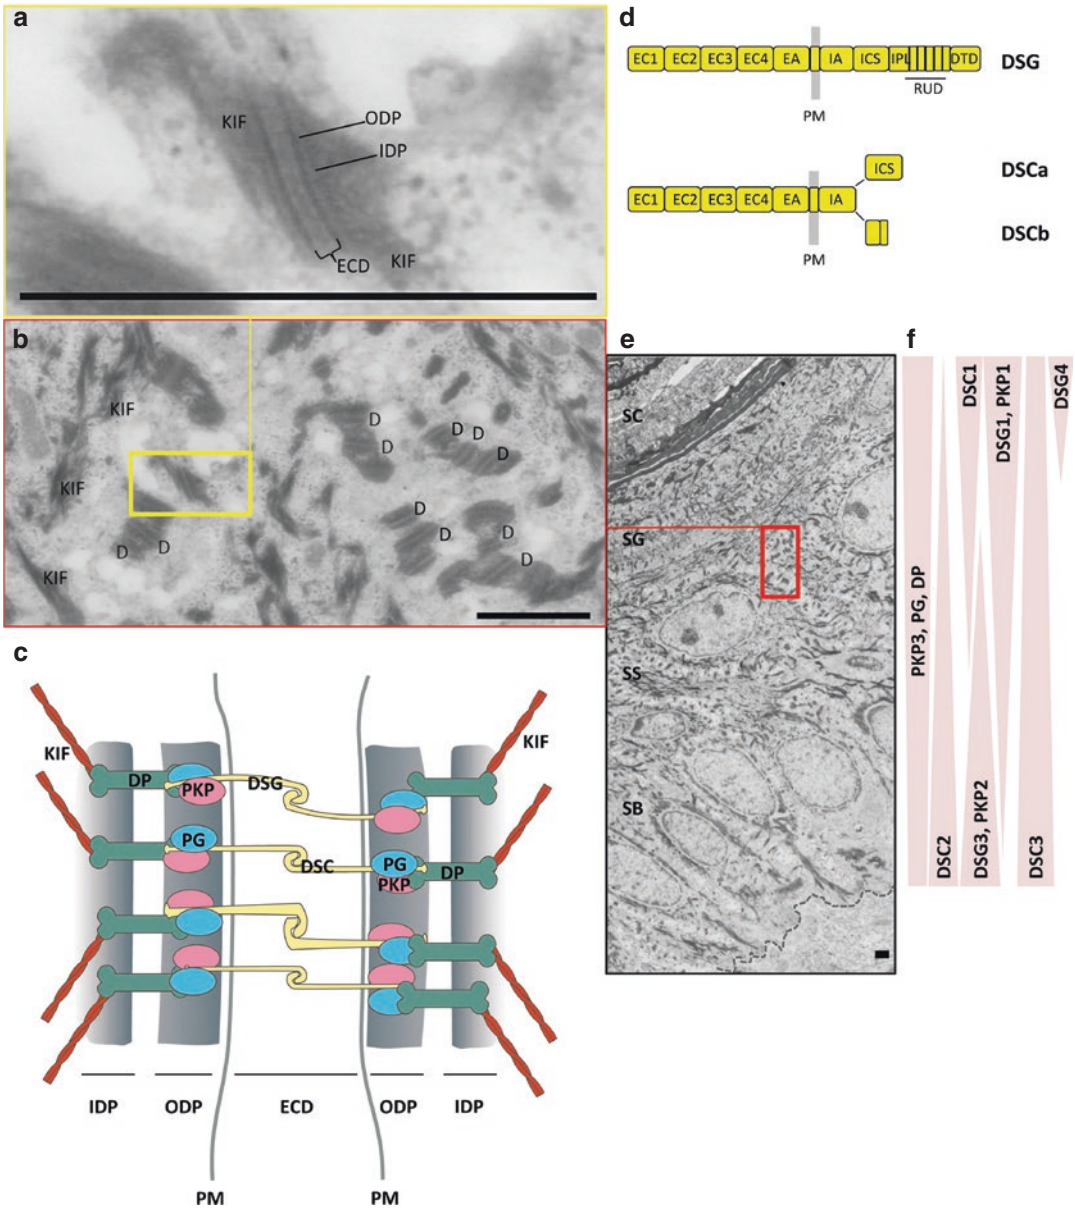 a
KIF
ODP
IDP
ECD
KIF
b
KIF
KIF
KIF
D
D
D
D
D D
D
D
D
D
D
c
KIF
KIF
DP
PKP
DSG
PG
DSC
PG
PKP
DP
IDP
ODP
ECD
ODP
IDP
PM
PM
d
EC1 EC2 EC3 EC4 EA IA ICS IPL DTD
DSG
RUD
PM
ICS
DSCa
EC1 EC2 EC3 EC4 EA IA
DSCb
PM
e
SC
SG
SS
SB
f
PKP3, PG, DP
DSC2
DSC1
DSG3, PKP2
DSG1, PKP1
DSC3
DSG4